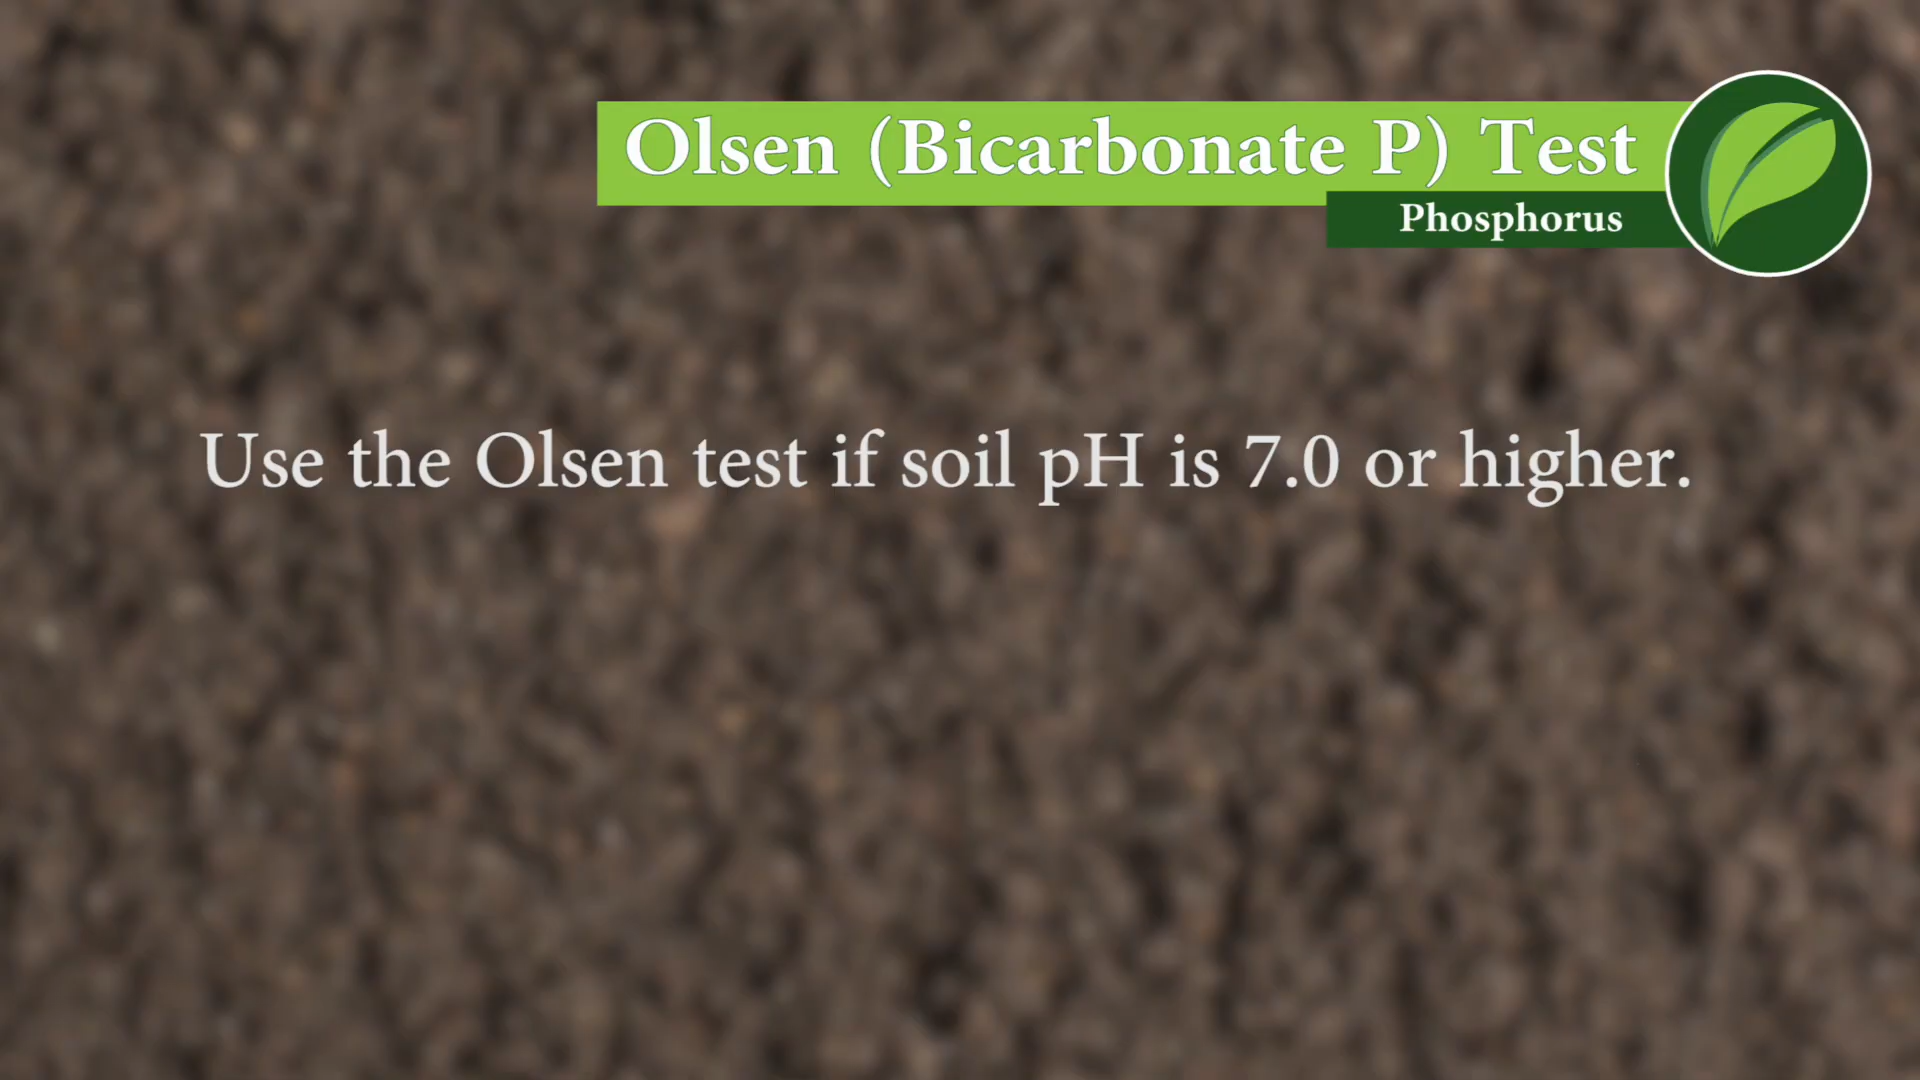 Olsen (Bicarbonate P) Test
Phosphorus
Use the Olsen test if soil pH is 7.0 or higher.